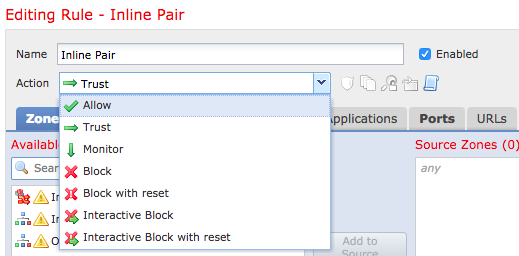 Editing Rule - Inline Pair
Name Inline Pair Enabled
Action Trust
Allow
Trust
Monitor
Block
Block with reset
Interactive Block
Interactive Block with reset
Zone Applications Ports URLs
Availab Source Zones (0)
Sear any
In
In
O
Add to
Source